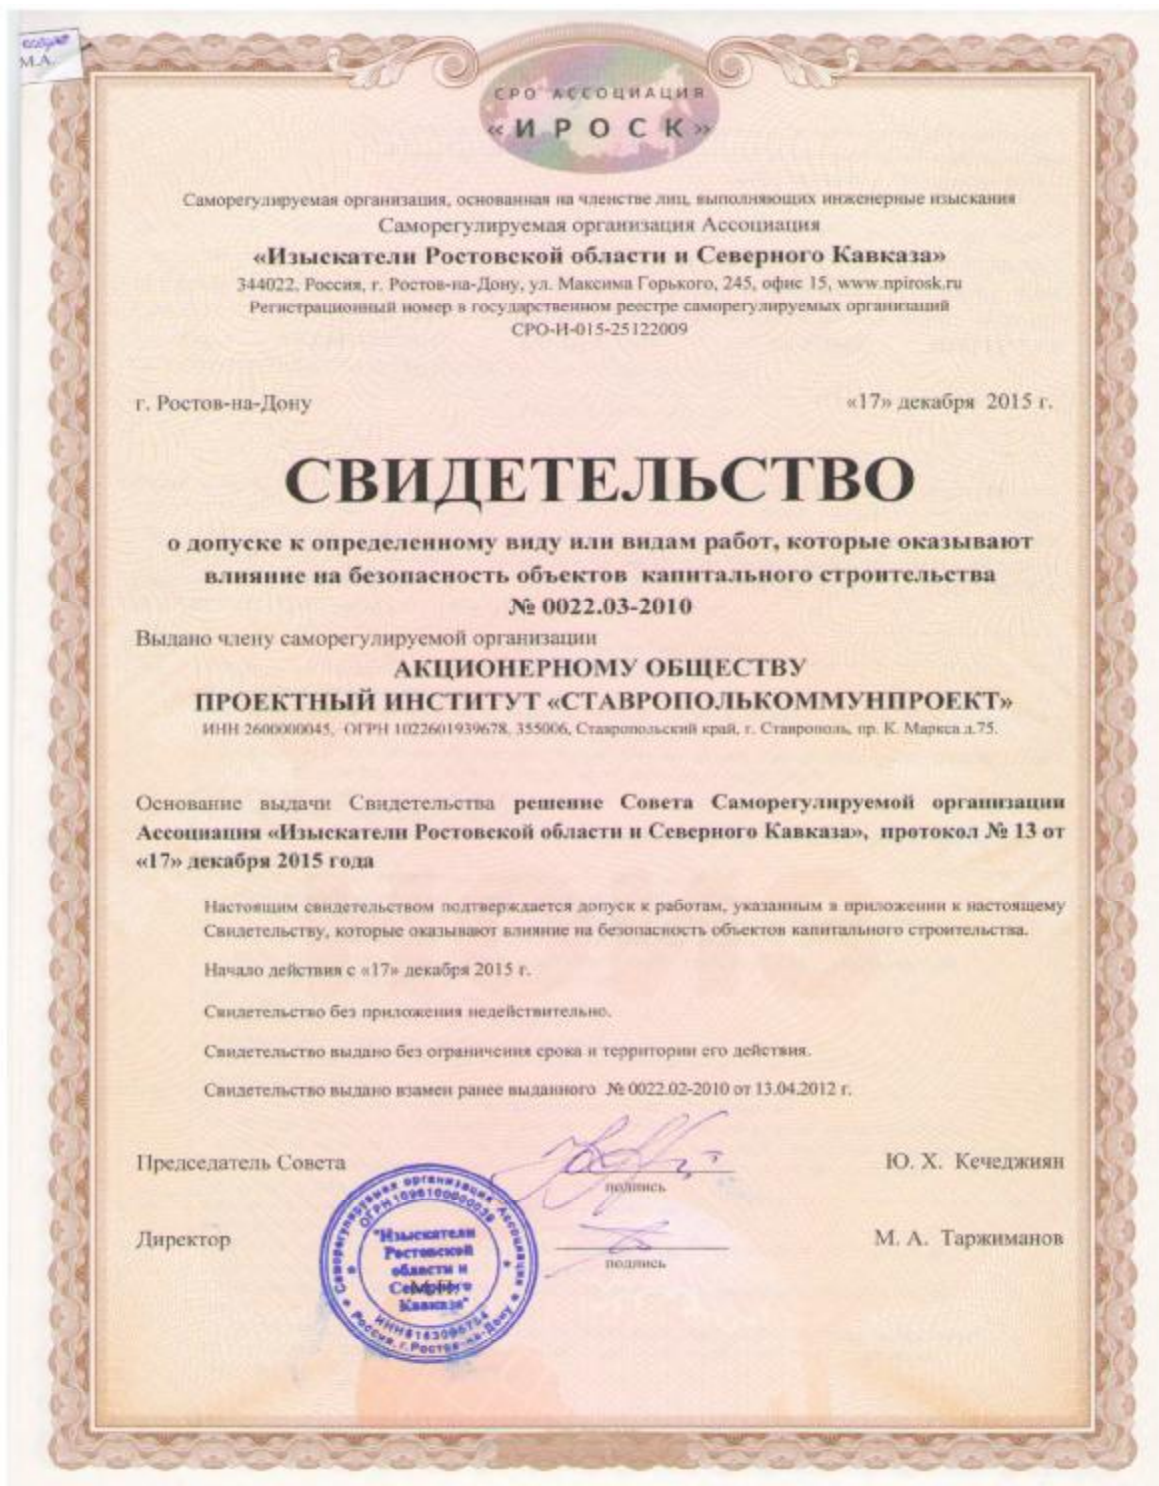 М.А.
СРО АССОЦИАЦИЯ
«ИРОСК»
Саморегулируемая организация, основанная на членстве лиц, выполняющих инженерные изыскания
Саморегулируемая организация Ассоциация
«Изыскатели Ростовской области и Северного Кавказа»
344022, Россия, г. Ростов-на-Дону, ул. Максима Горького, 245, офис 15, www.npirosk.ru
Регистрационный номер в государственном реестре саморегулируемых организаций
СРО-И-015-25122009
г. Ростов-на-Дону «17» декабря 2015 г.
СВИДЕТЕЛЬСТВО
о допуске к определенному виду или видам работ, которые оказывают
влияние на безопасность объектов капитального строительства
№ 0022.03-2010
Выдано члену саморегулируемой организации
АКЦИОНЕРНОМУ ОБЩЕСТВУ
ПРОЕКТНЫЙ ИНСТИТУТ «СТАВРОПОЛЬКОММУНПРОЕКТ»
ИНН 2600000045, ОГРН 1022601939678, 355006, Ставропольский край, г. Ставрополь, пр. К. Маркса д.75.
Основание выдачи Свидетельства решение Совета Саморегулируемой организации
Ассоциация «Изыскатели Ростовской области и Северного Кавказа», протокол № 13 от
«17» декабря 2015 года
Настоящим свидетельством подтверждается допуск к работам, указанным в приложении к настоящему
Свидетельству, которые оказывают влияние на безопасность объектов капитального строительства.
Начало действия с «17» декабря 2015 г.
Свидетельство без приложения недействительно.
Свидетельство выдано без ограничения срока и территории его действия.
Свидетельство выдано взамен ранее выданного № 0022.02-2010 от 13.04.2012 г.
Председатель Совета Ю. Х. Кечеджиян
подпись
Директор М. А. Таржиманов
подпись
Саморегулируемая организация Ассоциация
"Изыскатели
Ростовской
области и
Северного
Кавказа"
М.П.
Россия, г. Ростов-на-Дону